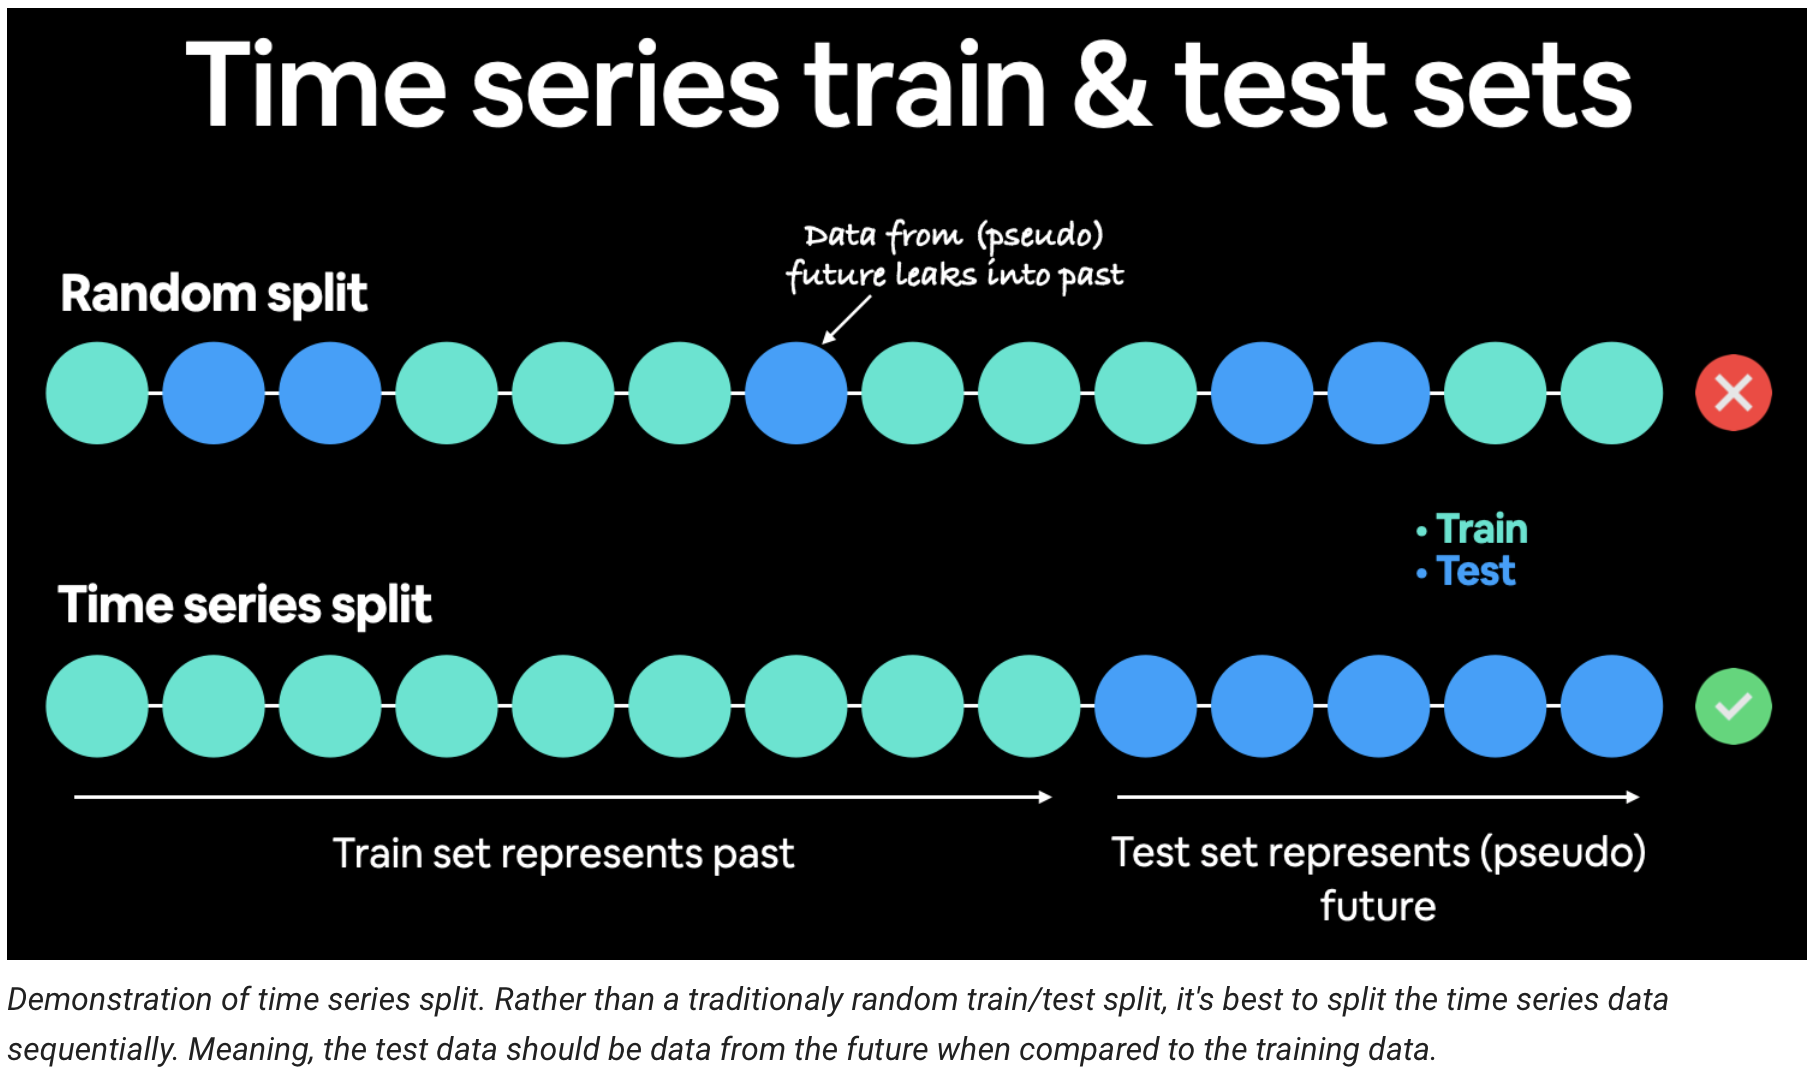 Time series train & test sets
Data from (pseudo)
future leaks into past
Random split
• Train
• Test
Time series split
Train set represents past
Test set represents (pseudo)
future
Demonstration of time series split. Rather than a traditionaly random train/test split, it's best to split the time series data
sequentially. Meaning, the test data should be data from the future when compared to the training data.